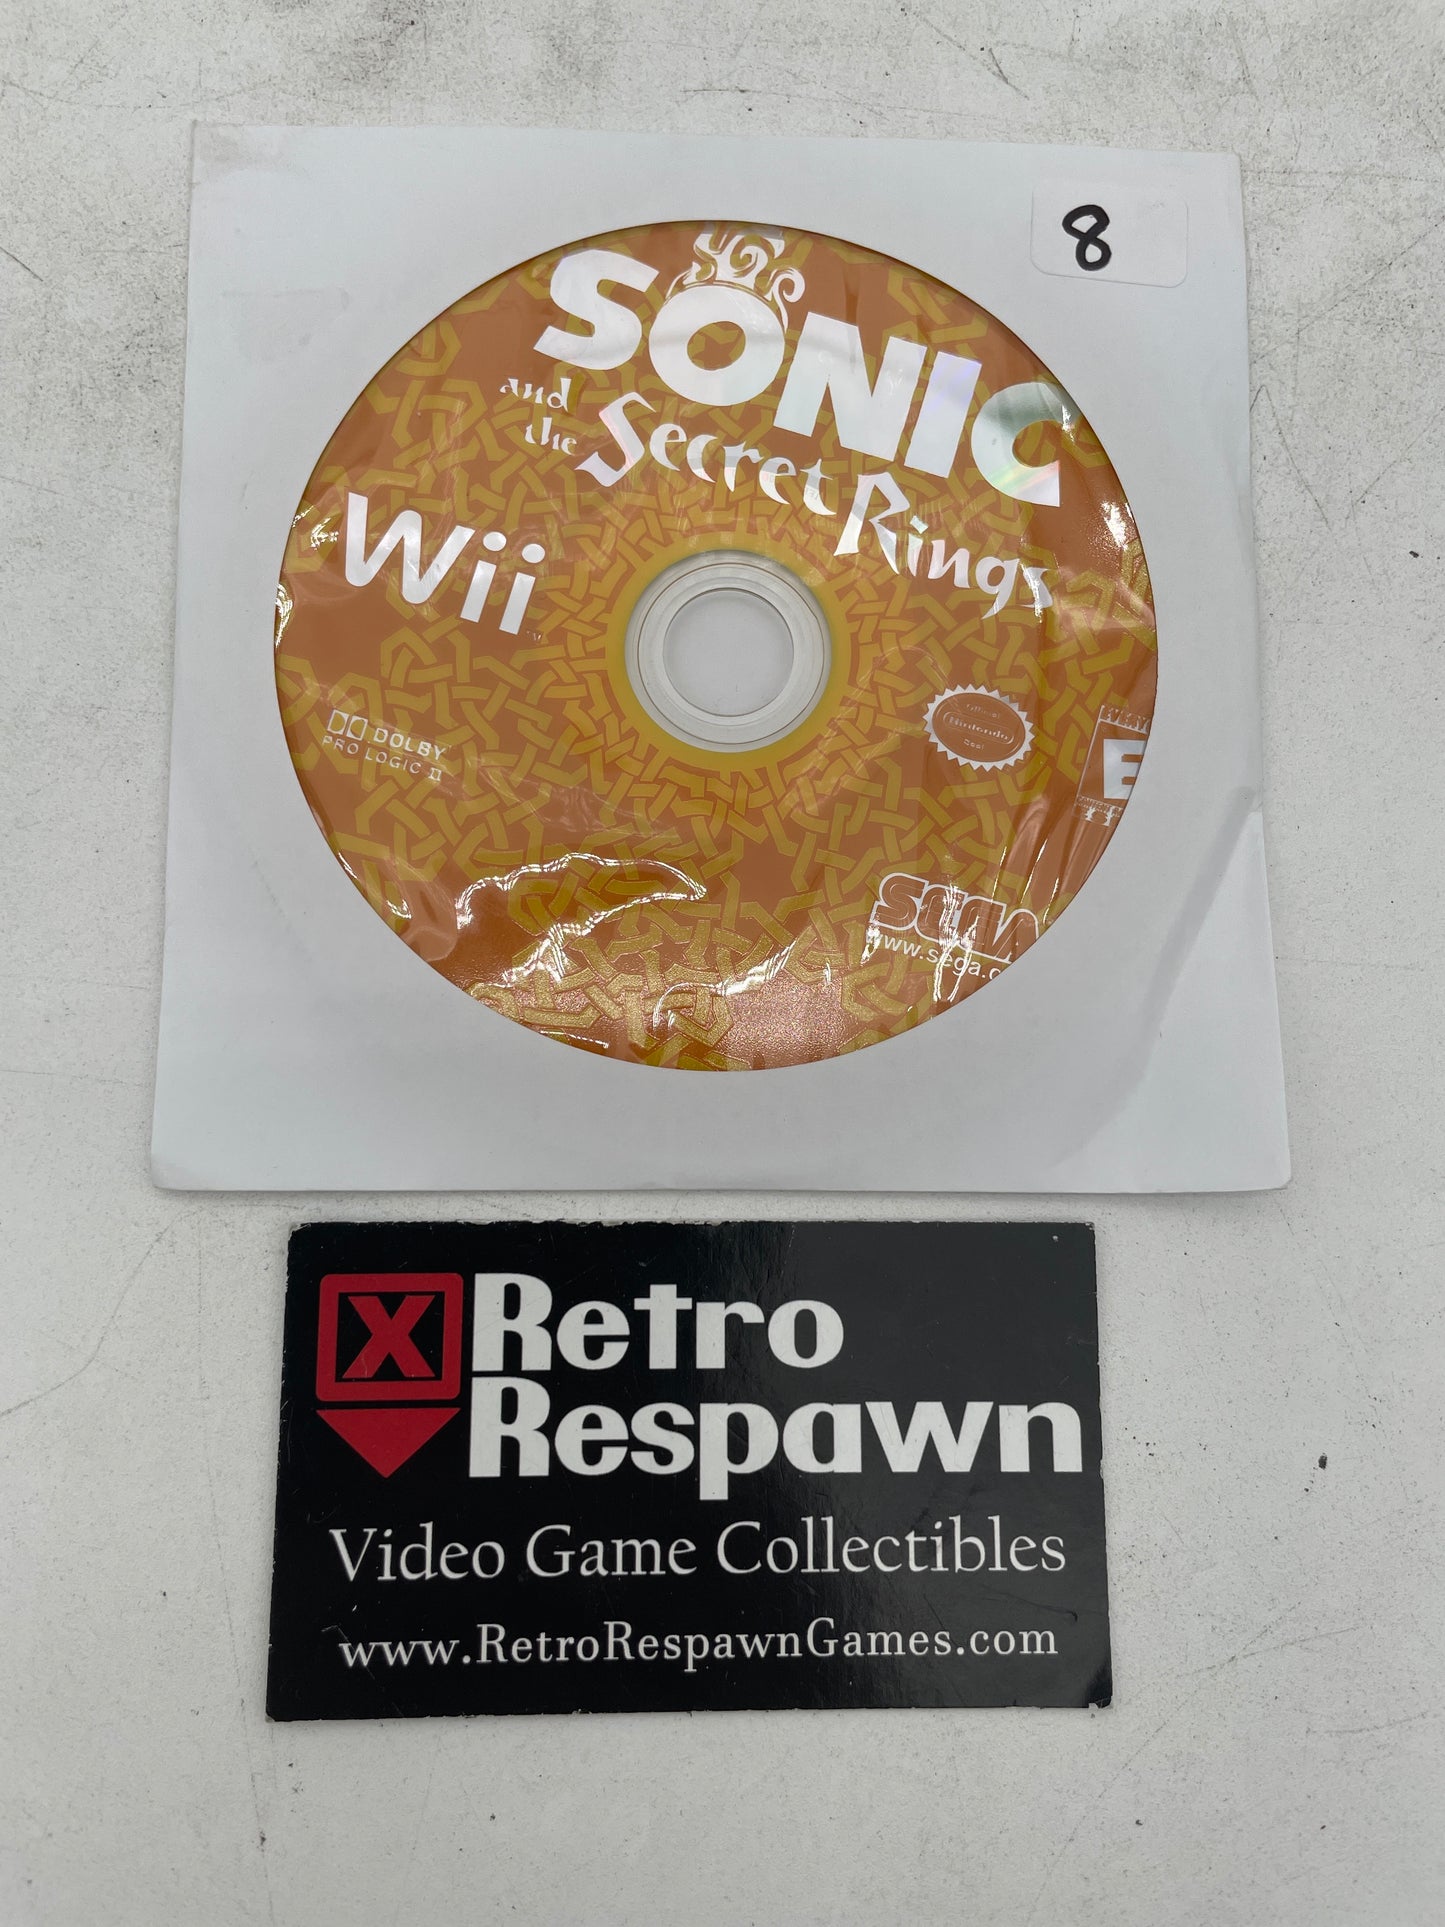 8
SONIC
and the Secret Rings
Wii
TM
DOLBY
PRO LOGIC II
Official
Nintendo
Seal
E
SEGA
www.sega.c
X
Retro
Respawn
Video Game Collectibles
www.RetroRespawnGames.com